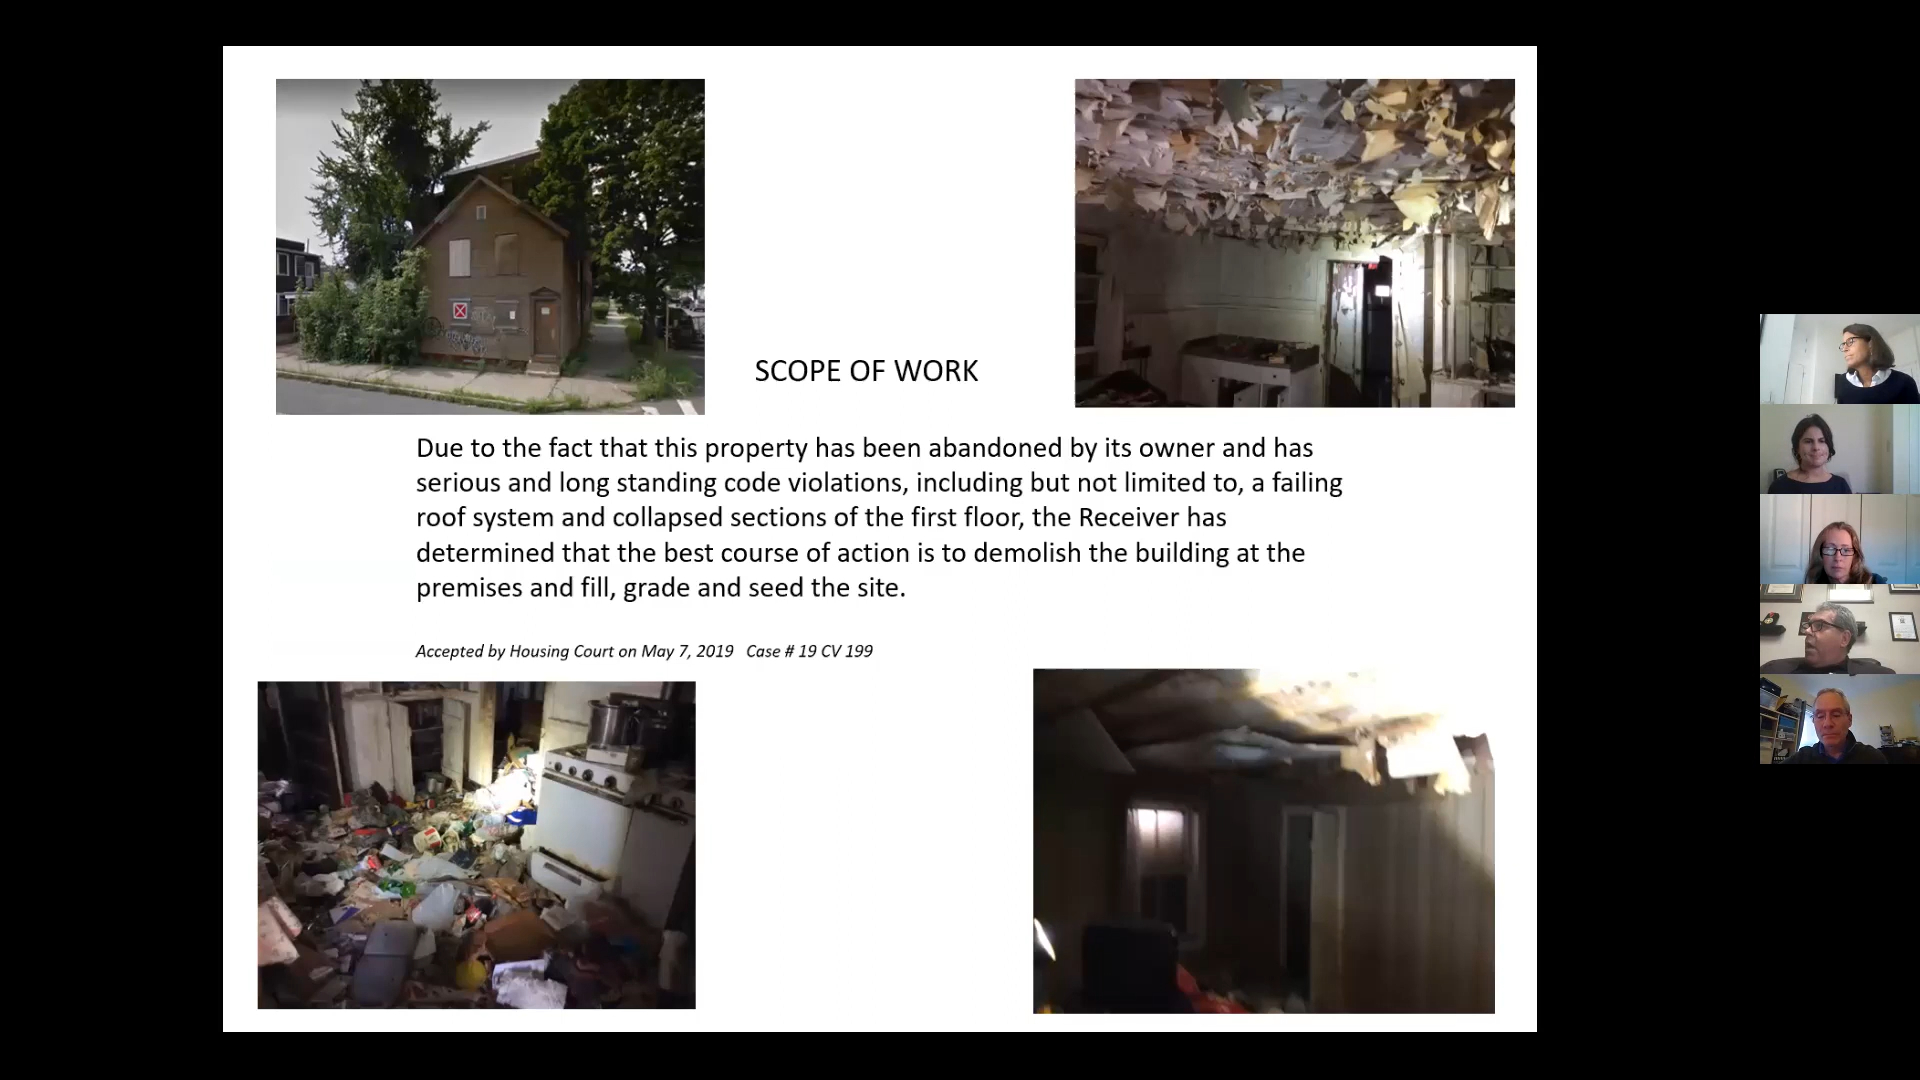 SCOPE OF WORK
Due to the fact that this property has been abandoned by its owner and has
serious and long standing code violations, including but not limited to, a failing
roof system and collapsed sections of the first floor, the Receiver has
determined that the best course of action is to demolish the building at the
premises and fill, grade and seed the site.
Accepted by Housing Court on May 7, 2019 Case # 19 CV 199